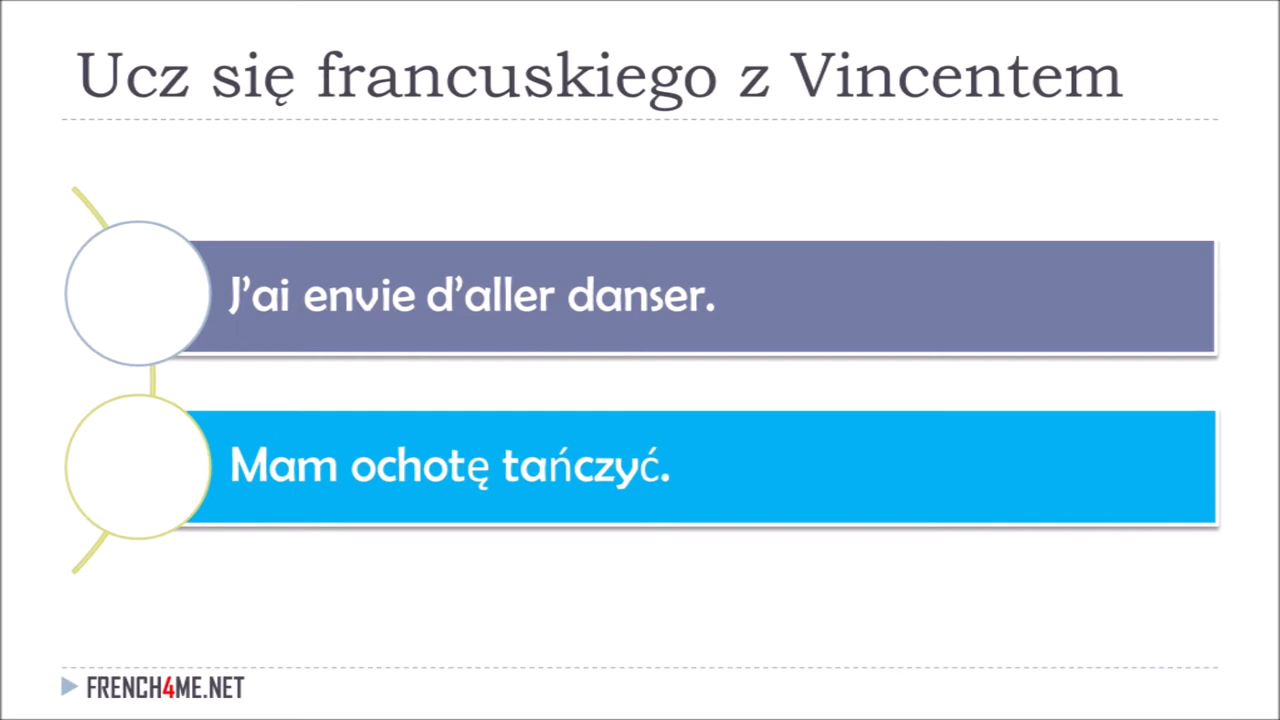 Ucz się francuskiego z Vincentem
J’ai envie d’aller danser.
Mam ochotę tańczyć.
FRENCH4ME.NET